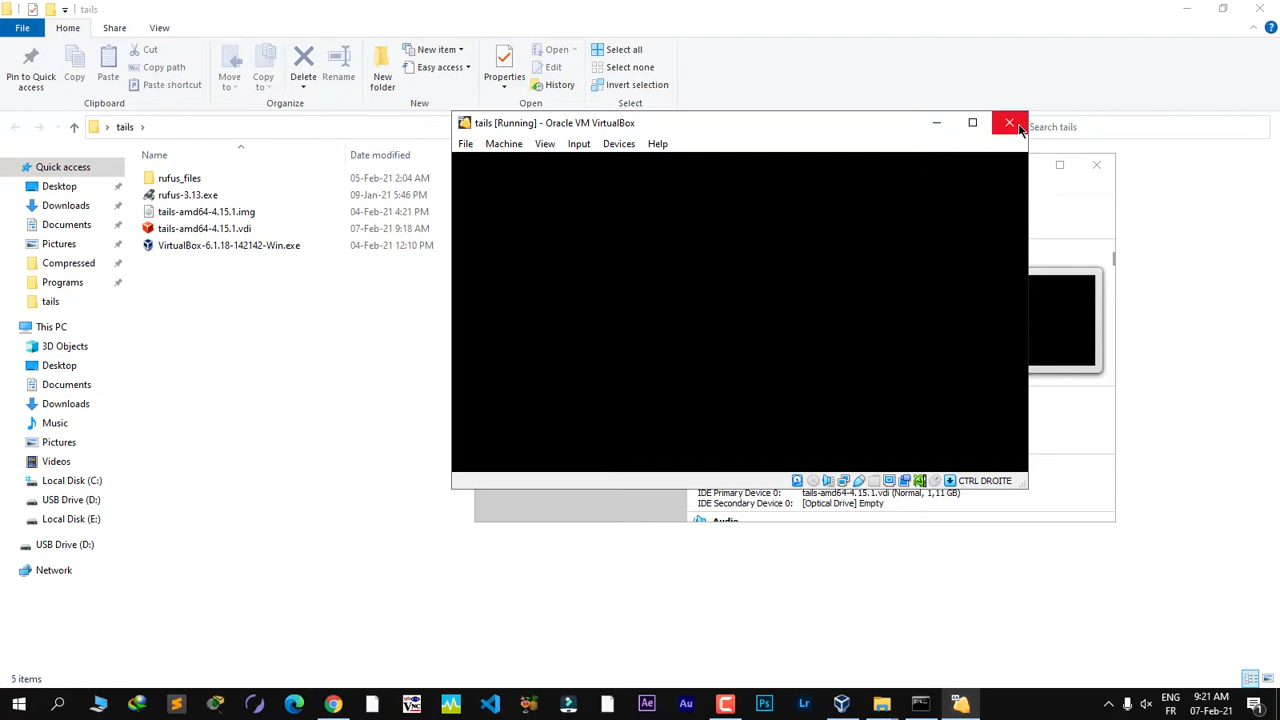 tails
File Home Share View
Pin to Quick access
Copy
Paste
Cut
Copy path
Paste shortcut
Move to
Copy to
Delete
Rename
New folder
New item
Easy access
Properties
Open
Edit
History
Select all
Select none
Invert selection
Clipboard Organize New Open Select
tails
Search tails
tails [Running] - Oracle VM VirtualBox
File Machine View Input Devices Help
Name Date modified
rufus_files 05-Feb-21 2:04 AM
rufus-3.13.exe 09-Jan-21 5:46 PM
tails-amd64-4.15.1.img 04-Feb-21 4:21 PM
tails-amd64-4.15.1.vdi 07-Feb-21 9:18 AM
VirtualBox-6.1.18-142142-Win.exe 04-Feb-21 12:10 PM
Quick access
Desktop
Downloads
Documents
Pictures
Compressed
Programs
tails
This PC
3D Objects
Desktop
Documents
Downloads
Music
Pictures
Videos
Local Disk (C:)
USB Drive (D:)
Local Disk (E:)
USB Drive (D:)
Network
CTRL DROITE
IDE Primary Device 0: tails-amd64-4.15.1.vdi (Normal, 1,11 GB)
IDE Secondary Device 0: [Optical Drive] Empty
Audio
5 items
Ae Au Ps Lr
ENG
FR
9:21 AM
07-Feb-21
1